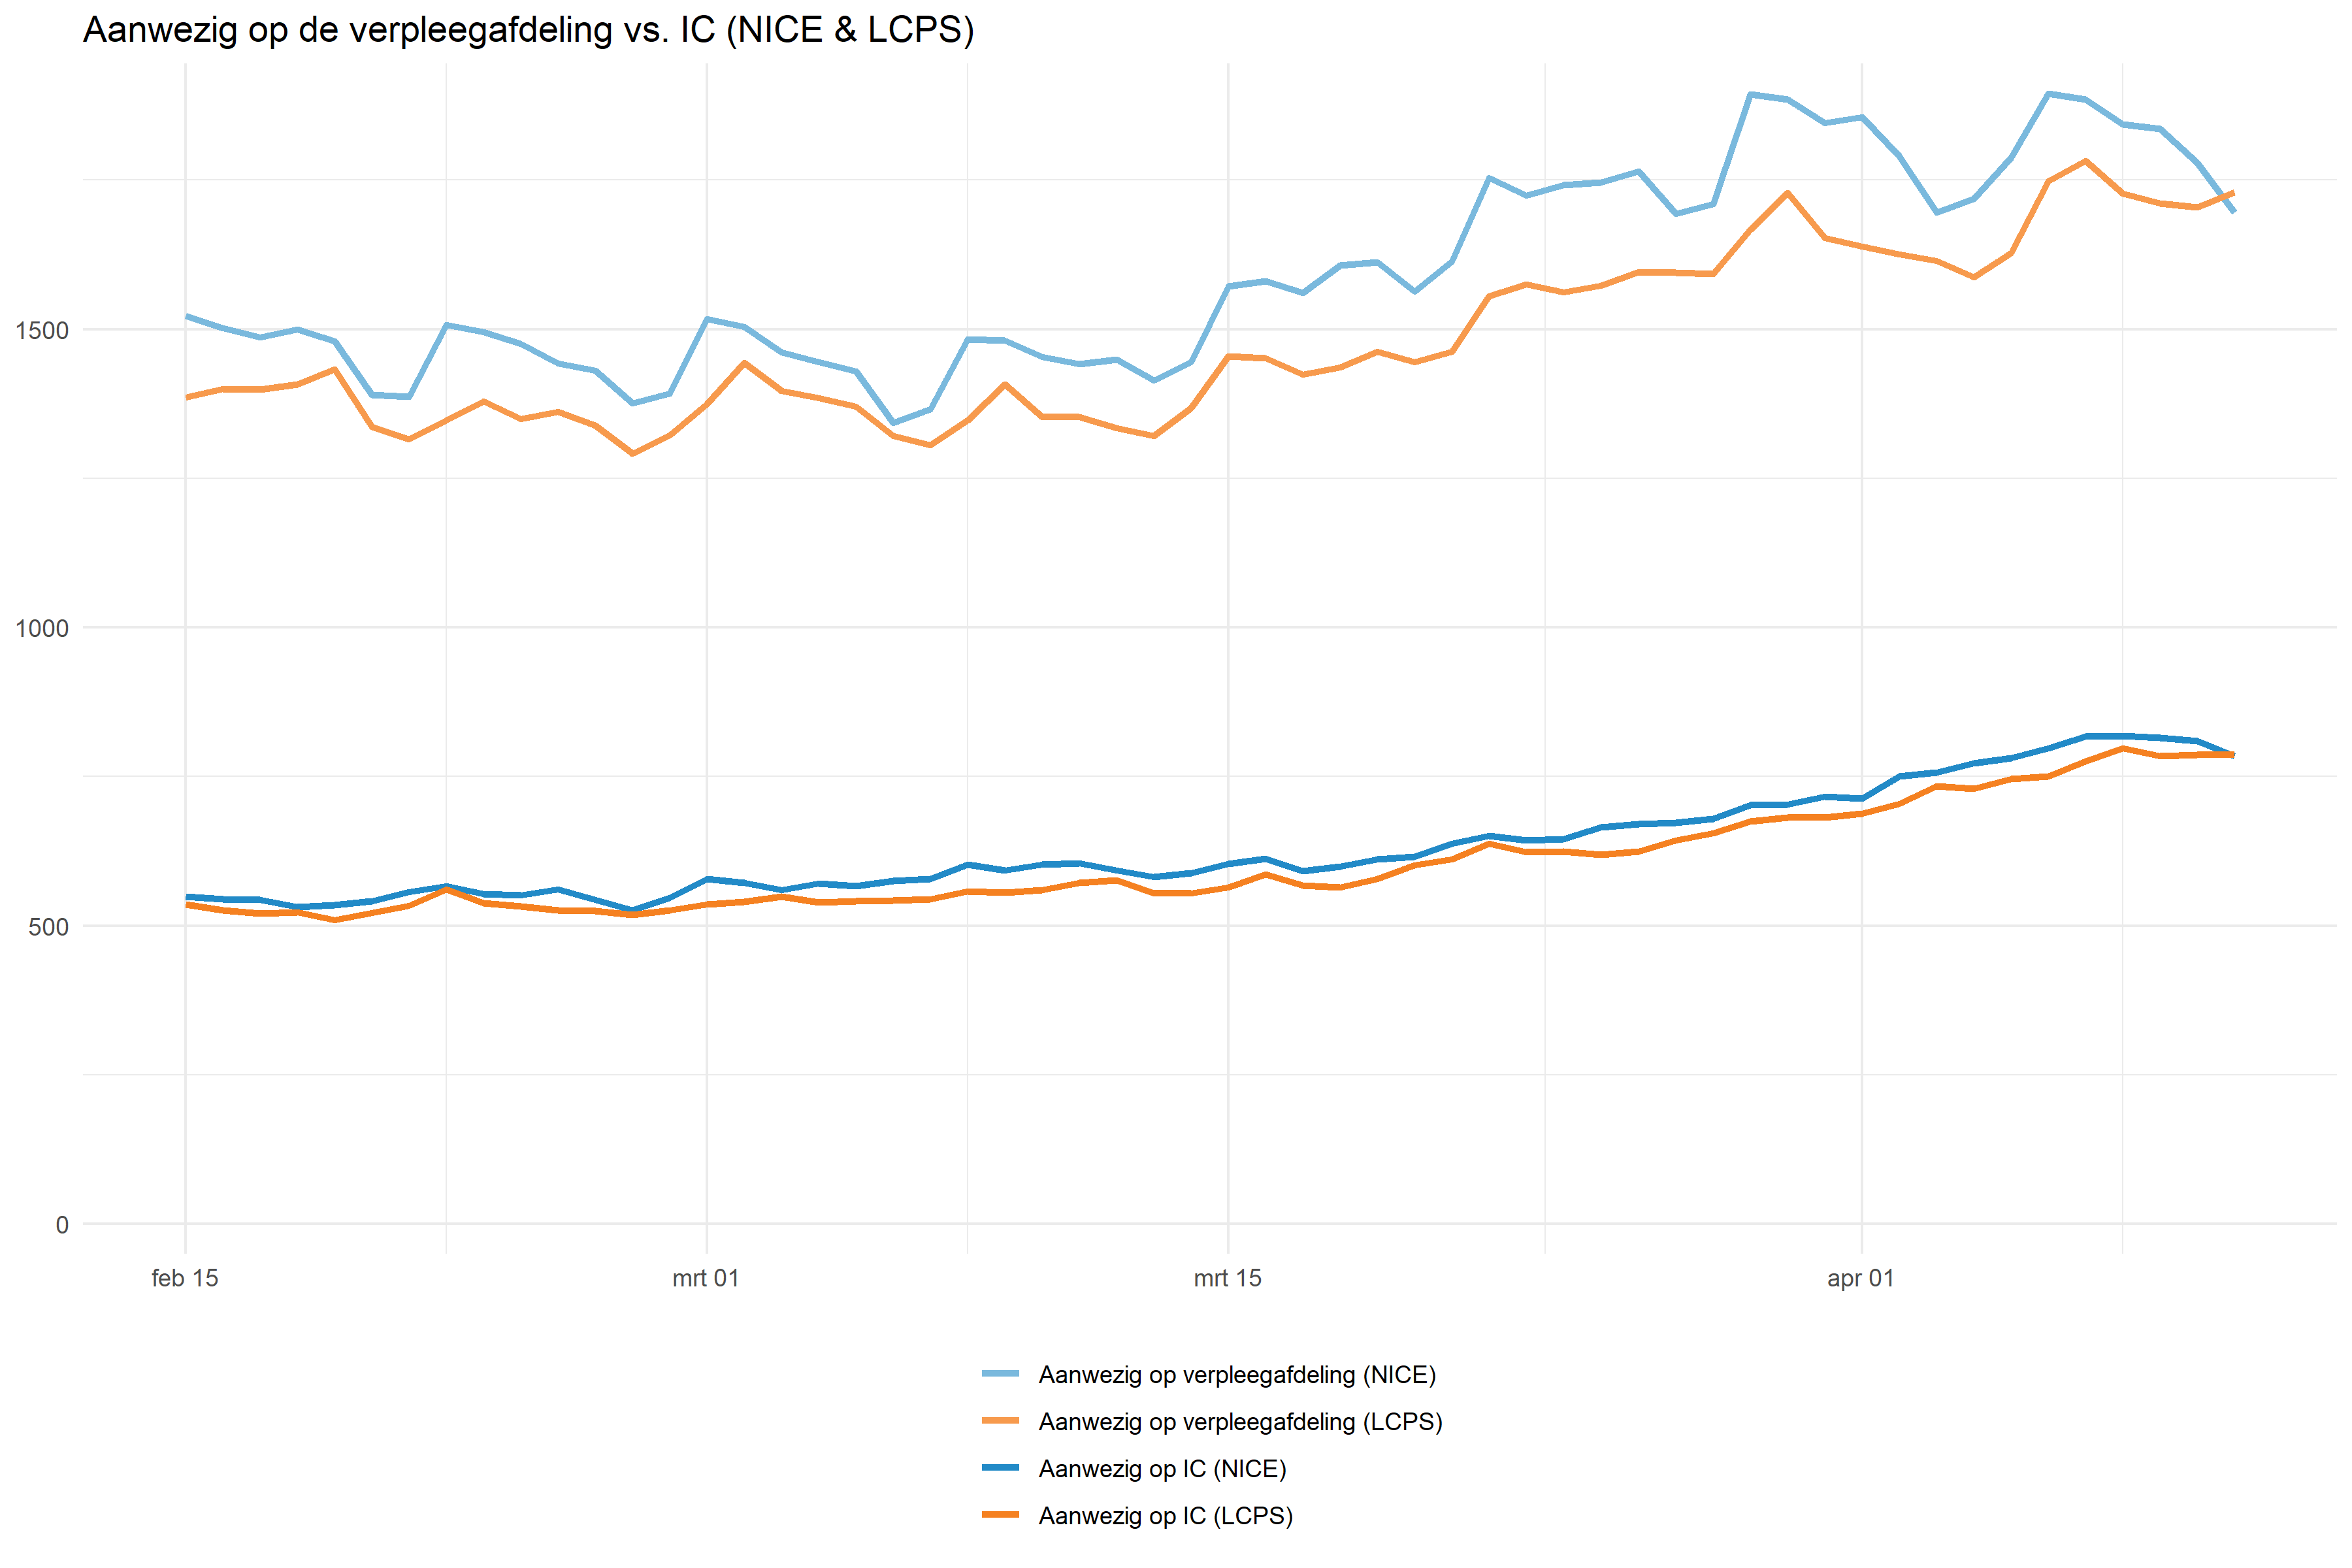 Aanwezig op de verpleegafdeling vs. IC (NICE & LCPS)
1500
1000
500
0
feb 15
mrt 01
mrt 15
apr 01
Aanwezig op verpleegafdeling (NICE)
Aanwezig op verpleegafdeling (LCPS)
Aanwezig op IC (NICE)
Aanwezig op IC (LCPS)